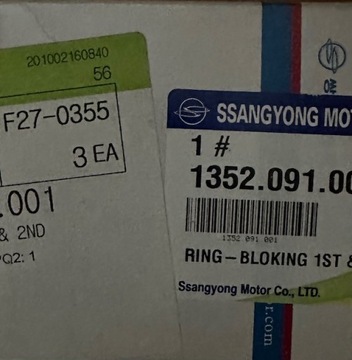 201002160840
56
F27-0355
3 EA
.001
& 2ND
PQ2: 1
SSANGYONG MOT
1 #
1352.091.00
1352 091 001
RING-BLOKING 1ST &
Ssangyong Motor Co., LTD.
.com